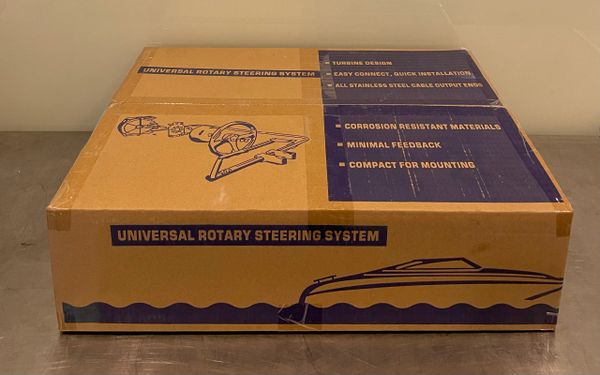 UNIVERSAL ROTARY STEERING SYSTEM
TURBINE DESIGN
EASY CONNECT, QUICK INSTALLATION
ALL STAINLESS STEEL CABLE OUTPUT ENDS
CORROSION RESISTANT MATERIALS
MINIMAL FEEDBACK
COMPACT FOR MOUNTING
UNIVERSAL ROTARY STEERING SYSTEM